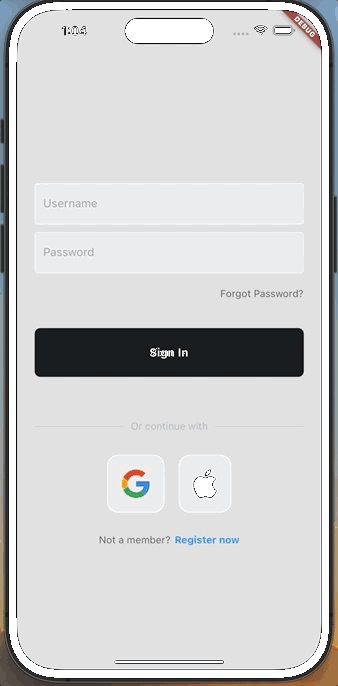 1:04
DEBUG
Username
Password
Forgot Password?
Sign In
Or continue with
Not a member? Register now